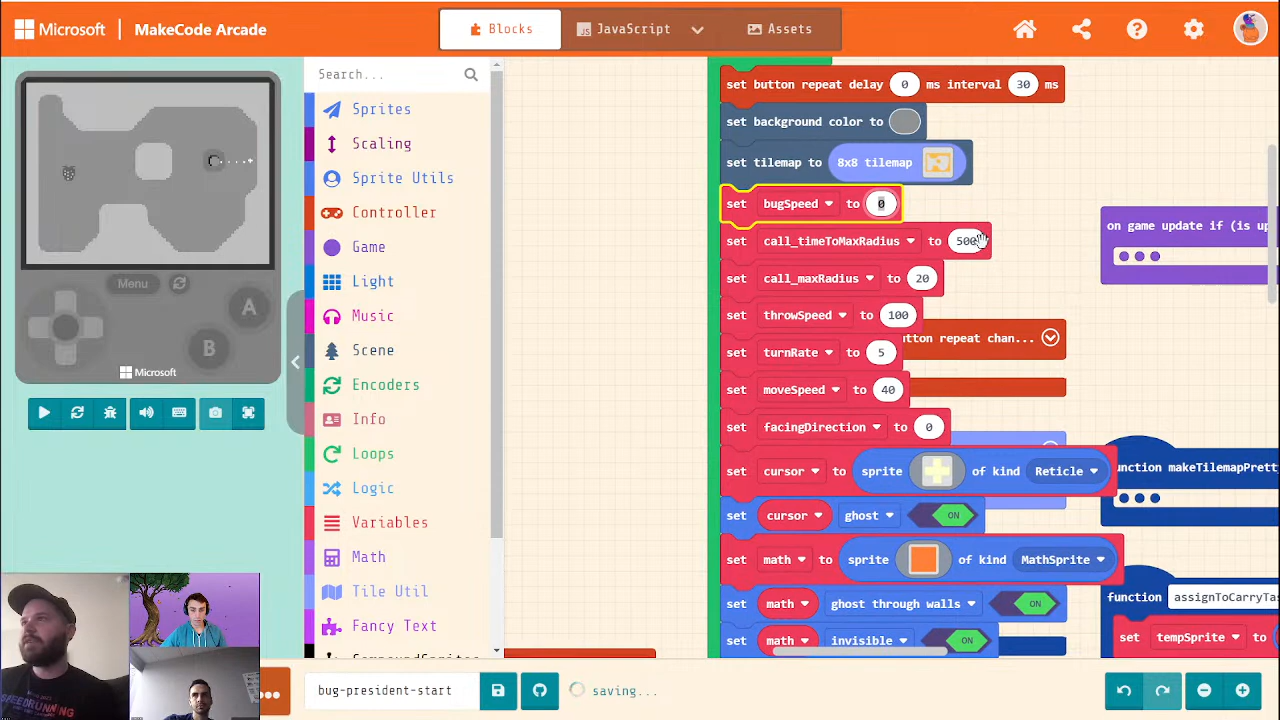 Microsoft | MakeCode Arcade
Blocks
JavaScript
Assets
Menu
A
B
Microsoft
Search...
Sprites
Scaling
Sprite Utils
Controller
Game
Light
Music
Scene
Encoders
Info
Loops
Logic
Variables
Math
Tile Util
Fancy Text
set button repeat delay 0 ms interval 30 ms
set background color to
set tilemap to 8x8 tilemap
set bugSpeed to 0
set call_timeToMaxRadius to 500
set call_maxRadius to 20
set throwSpeed to 100
set turnRate to 5
set moveSpeed to 40
set facingDirection to 0
set cursor to sprite of kind Reticle
set cursor ghost ON
set math to sprite of kind MathSprite
set math ghost through walls ON
set math invisible ON
on game update if (is up
tton repeat chan...
unction makeTilemapPrett
function assignToCarryTas
set tempSprite to
bug-president-start
saving...